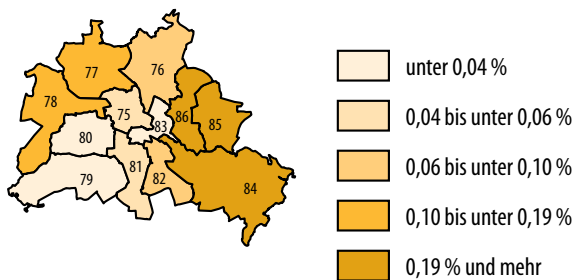 76
77
78
75
86
85
83
80
81
79
82
84
unter 0,04 %
0,04 bis unter 0,06 %
0,06 bis unter 0,10 %
0,10 bis unter 0,19 %
0,19 % und mehr